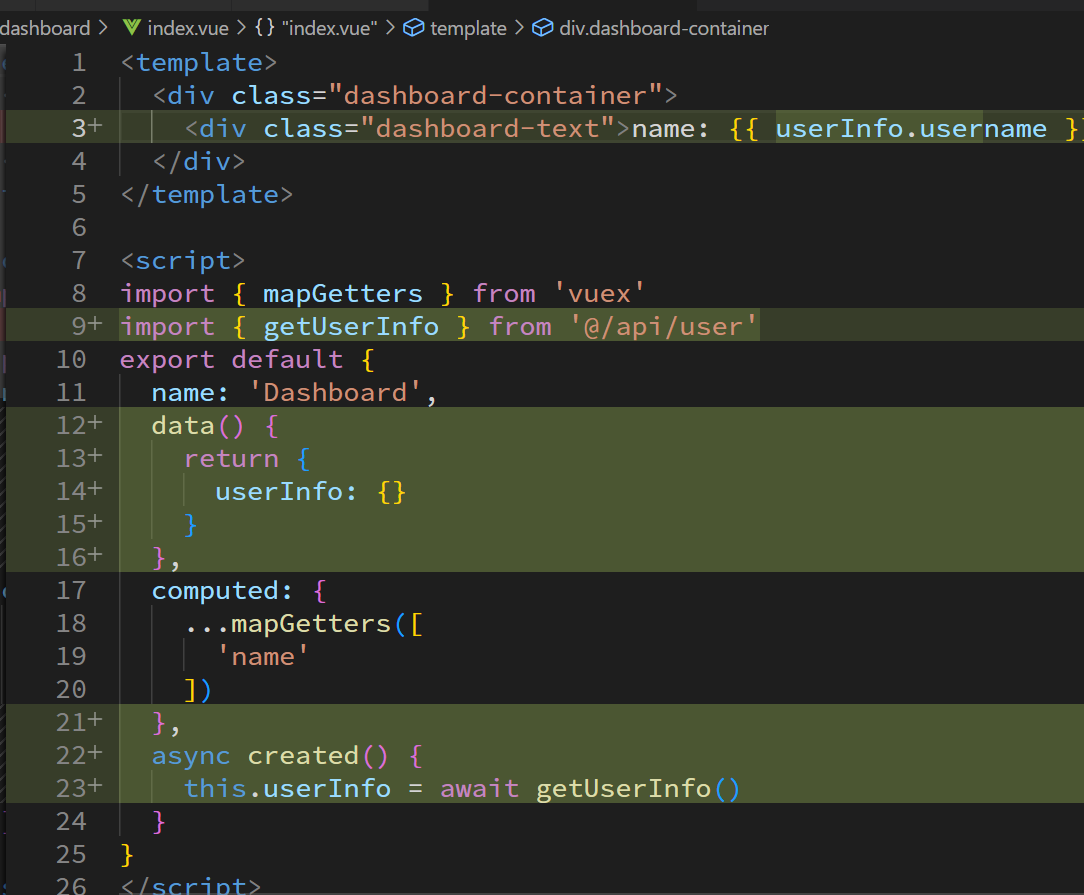 dashboard > index.vue > {} "index.vue" > template > div.dashboard-container
1 <template>
2 <div class="dashboard-container">
3+ <div class="dashboard-text">name: {{ userInfo.username }}
4 </div>
5 </template>
6
7 <script>
8 import { mapGetters } from 'vuex'
9+ import { getUserInfo } from '@/api/user'
10 export default {
11 name: 'Dashboard',
12+ data() {
13+ return {
14+ userInfo: {}
15+ }
16+ },
17 computed: {
18 ...mapGetters([
19 'name'
20 ])
21+ },
22+ async created() {
23+ this.userInfo = await getUserInfo()
24 }
25 }
26 </script>